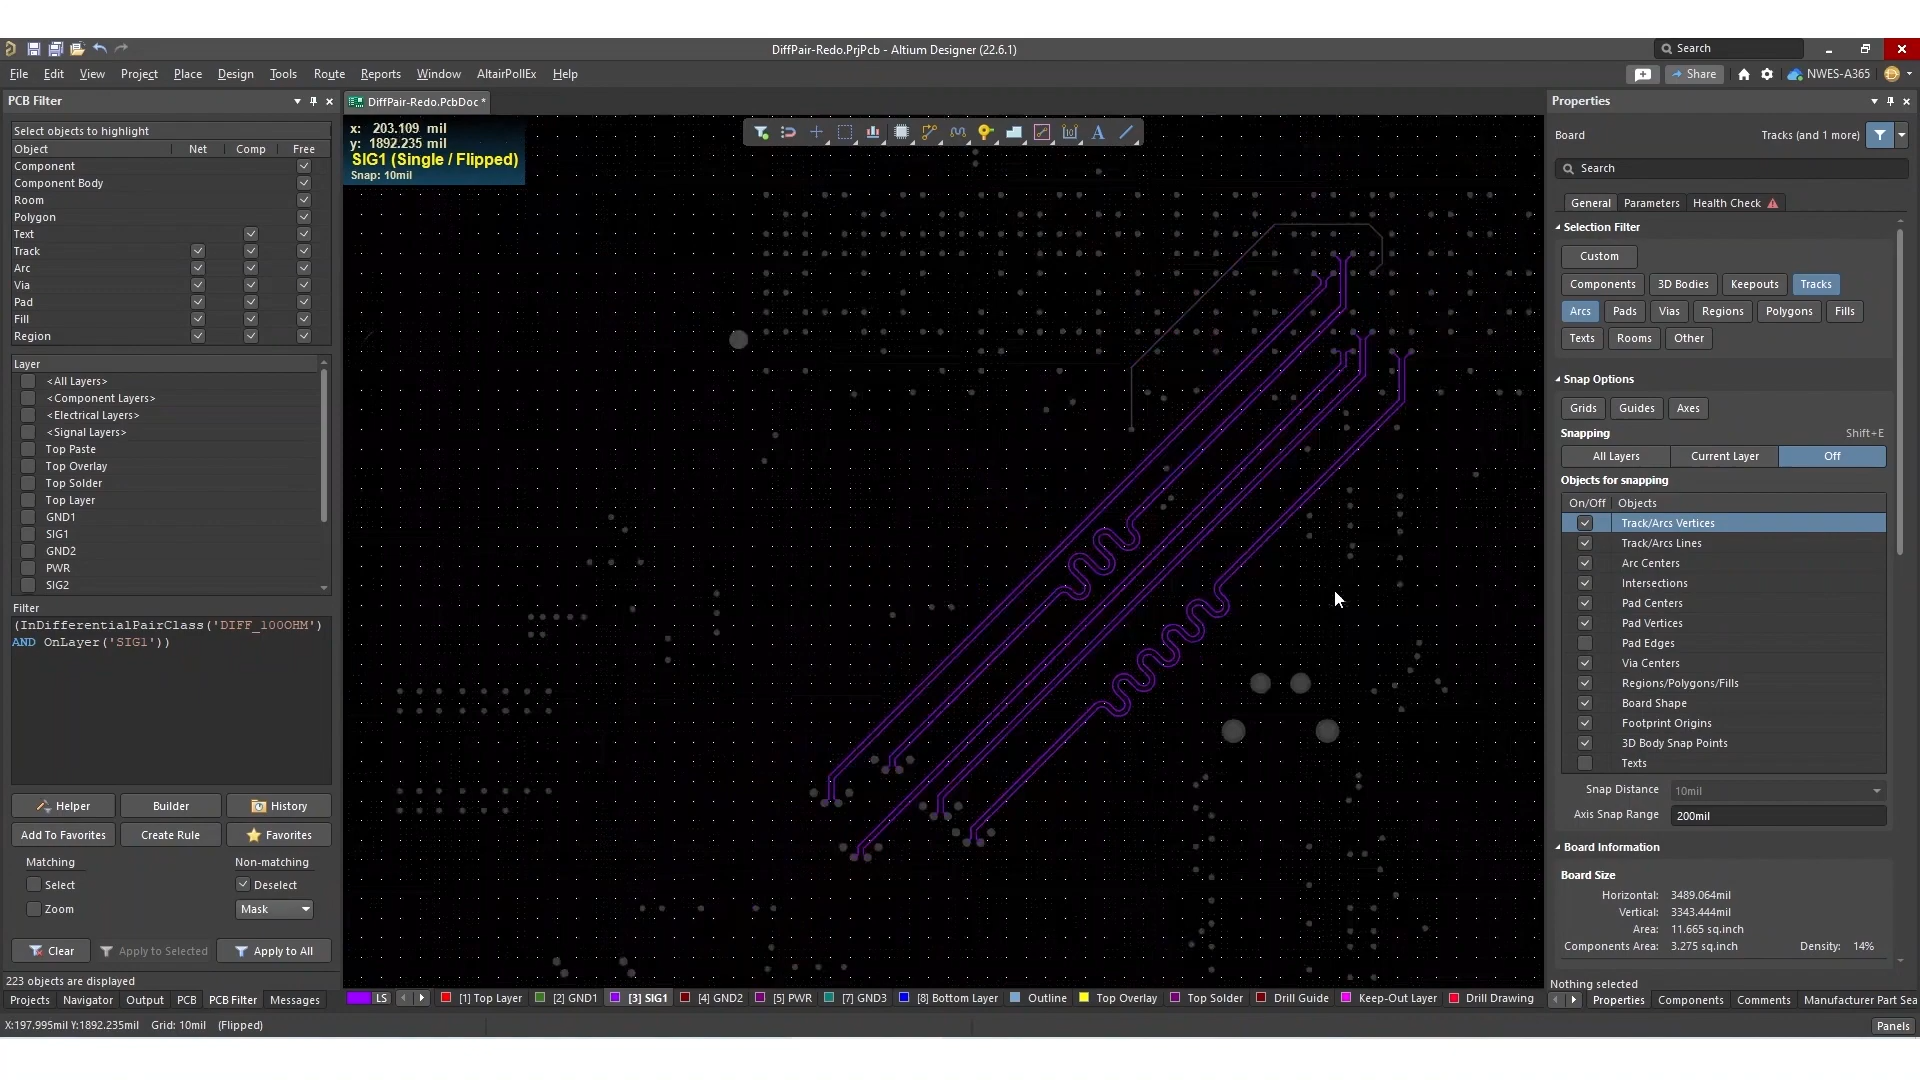 DiffPair-Redo.PrjPcb - Altium Designer (22.6.1)
Search
File Edit View Project Place Design Tools Route Reports Window AltairPollEx Help
Share
NWES-A365
PCB Filter
DiffPair-Redo.PcbDoc *
Properties
Select objects to highlight
Object Net Comp Free
Component
Component Body
Room
Polygon
Text
Track
Arc
Via
Pad
Fill
Region
Layer
<All Layers>
<Component Layers>
<Electrical Layers>
<Signal Layers>
Top Paste
Top Overlay
Top Solder
Top Layer
GND1
SIG1
GND2
PWR
SIG2
Filter
(InDifferentialPairClass('DIFF_100OHM')
AND OnLayer('SIG1'))
Helper Builder History
Add To Favorites Create Rule Favorites
Matching Non-matching
Select Deselect
Zoom Mask
Clear Apply to Selected Apply to All
223 objects are displayed
Projects Navigator Output PCB PCB Filter Messages
x: 203.109 mil
y: 1892.235 mil
SIG1 (Single / Flipped)
Snap: 10mil
Board Tracks (and 1 more)
Search
General Parameters Health Check
Selection Filter
Custom
Components 3D Bodies Keepouts Tracks
Arcs Pads Vias Regions Polygons Fills
Texts Rooms Other
Snap Options
Grids Guides Axes
Snapping Shift+E
All Layers Current Layer Off
Objects for snapping
On/Off Objects
Track/Arcs Vertices
Track/Arcs Lines
Arc Centers
Intersections
Pad Centers
Pad Vertices
Pad Edges
Via Centers
Regions/Polygons/Fills
Board Shape
Footprint Origins
3D Body Snap Points
Texts
Snap Distance 10mil
Axis Snap Range 200mil
Board Information
Board Size
Horizontal: 3489.064mil
Vertical: 3343.444mil
Area: 11.665 sq.inch
Components Area: 3.275 sq.inch Density: 14%
Nothing selected
LS [1] Top Layer [2] GND1 [3] SIG1 [4] GND2 [5] PWR [7] GND3 [8] Bottom Layer Outline Top Overlay Top Solder Drill Guide Keep-Out Layer Drill Drawing
Properties Components Comments Manufacturer Part Sea
X:197.995mil Y:1892.235mil Grid: 10mil (Flipped)
Panels